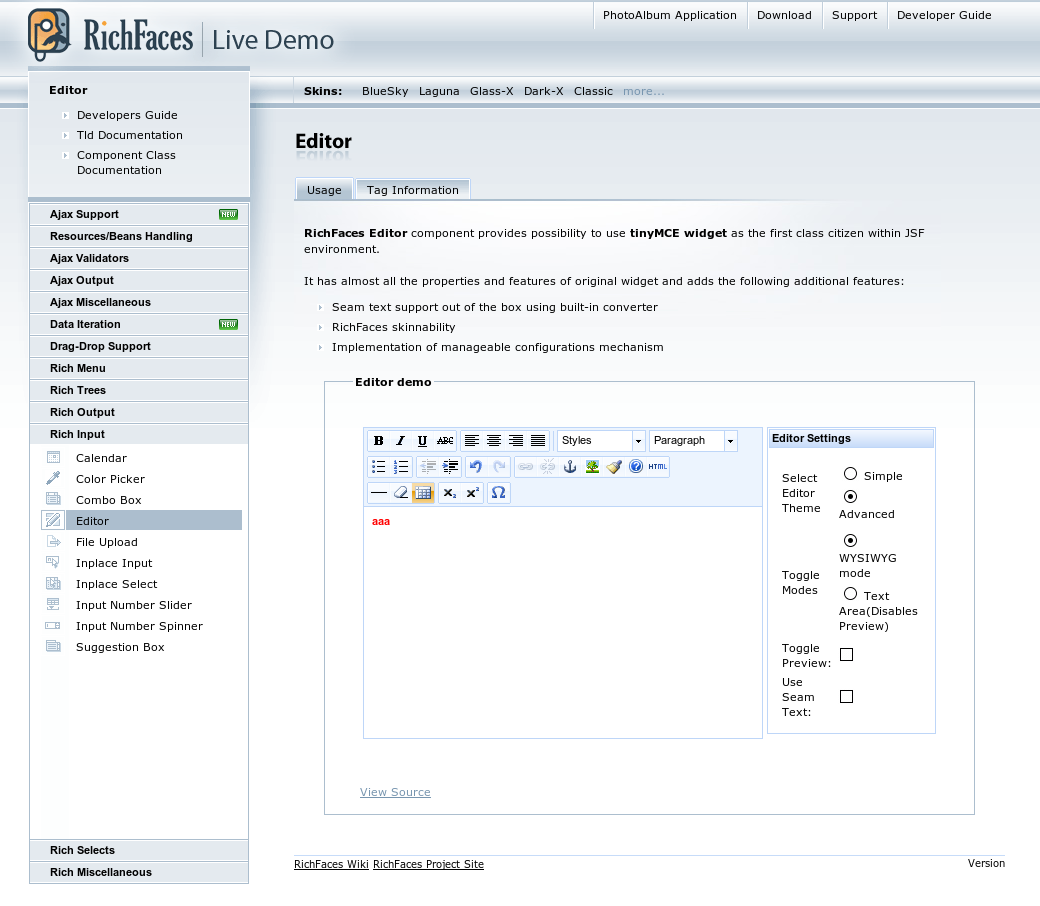 PhotoAlbum Application Download Support Developer Guide
RichFaces Live Demo
Skins: BlueSky Laguna Glass-X Dark-X Classic more...
Editor
Developers Guide
Tld Documentation
Component Class
Documentation
Ajax Support NEW
Resources/Beans Handling
Ajax Validators
Ajax Output
Ajax Miscellaneous
Data Iteration NEW
Drag-Drop Support
Rich Menu
Rich Trees
Rich Output
Rich Input
Calendar
Color Picker
Combo Box
Editor
File Upload
Inplace Input
Inplace Select
Input Number Slider
Input Number Spinner
Suggestion Box
Rich Selects
Rich Miscellaneous
Editor
Usage Tag Information
RichFaces Editor component provides possibility to use tinyMCE widget as the first class citizen within JSF
environment.
It has almost all the properties and features of original widget and adds the following additional features:
Seam text support out of the box using built-in converter
RichFaces skinnability
Implementation of manageable configurations mechanism
Editor demo
B I U ABC Styles Paragraph
HTML
x₂ x² Ω
aaa
Editor Settings
Select
Editor
Theme
Simple
Advanced
Toggle
Modes
WYSIWYG
mode
Text
Area(Disables
Preview)
Toggle
Preview:
Use
Seam
Text:
View Source
RichFaces Wiki RichFaces Project Site
Version